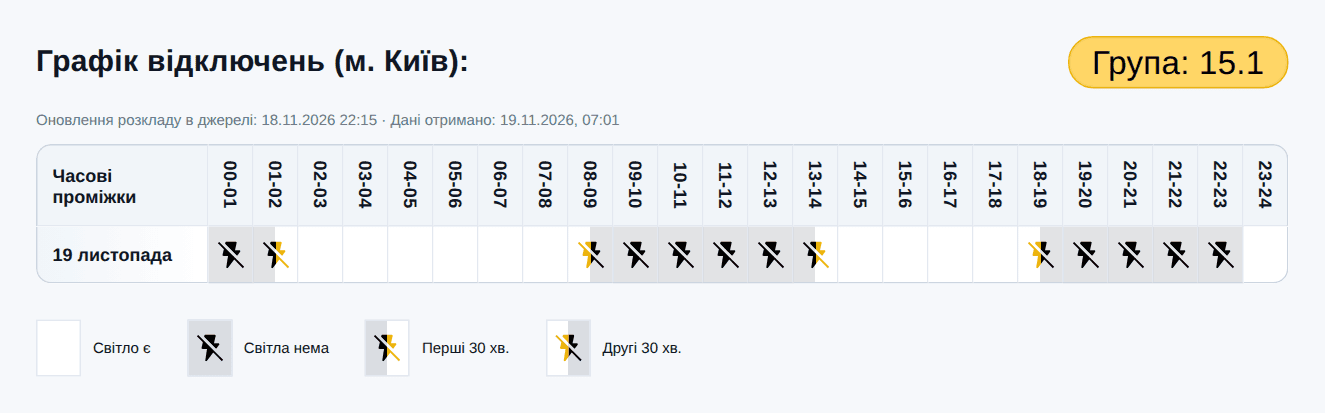 Графік відключень (м. Київ):
Група: 15.1
Оновлення розкладу в джерелі: 18.11.2026 22:15 · Дані отримано: 19.11.2026, 07:01
Часові
проміжки
00-01
01-02
02-03
03-04
04-05
05-06
06-07
07-08
08-09
09-10
10-11
11-12
12-13
13-14
14-15
15-16
16-17
17-18
18-19
19-20
20-21
21-22
22-23
23-24
19 листопада
Світло є
Світла нема
Перші 30 хв.
Другі 30 хв.